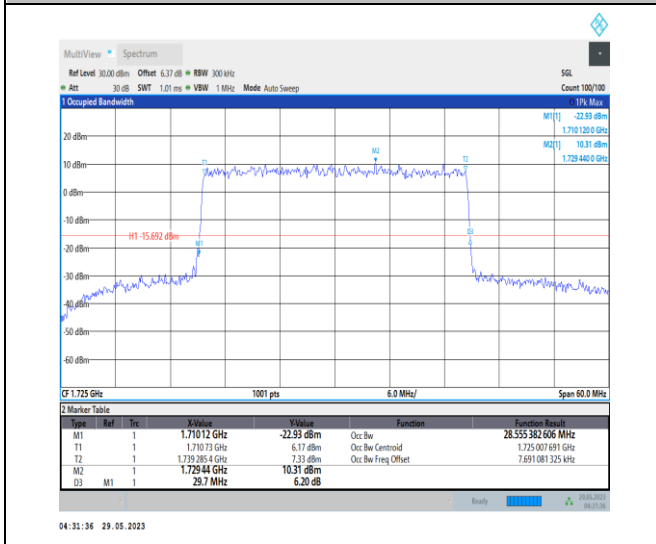 MultiView Spectrum
Ref Level 30.00 dBm Offset 6.37 dB RBW 300 kHz SGL
Att 30 dB SWT 1.01 ms VBW 1 MHz Mode Auto Sweep Count 100/100
1 Occupied Bandwidth 1Pk Max
M1[1] -22.93 dBm
1.710 120 0 GHz
M2[1] 10.31 dBm
1.729 440 0 GHz
20 dBm
M2
T1 T2
10 dBm
0 dBm
-10 dBm
H1 -15.692 dBm
D3
M1
-20 dBm
-30 dBm
-40 dBm
-50 dBm
-60 dBm
CF 1.725 GHz 1001 pts 6.0 MHz/ Span 60.0 MHz
2 Marker Table
Type Ref Trc X-Value Y-Value Function Function Result
M1 1 1.71012 GHz -22.93 dBm Occ Bw 28.555 382 606 MHz
T1 1 1.710 73 GHz 6.17 dBm Occ Bw Centroid 1.725 007 691 GHz
T2 1 1.739 285 4 GHz 7.33 dBm Occ Bw Freq Offset 7.691 081 325 kHz
M2 1 1.729 44 GHz 10.31 dBm
D3 M1 1 29.7 MHz 6.20 dB
Ready 29.05.2023
04:31:36
04:31:36 29.05.2023